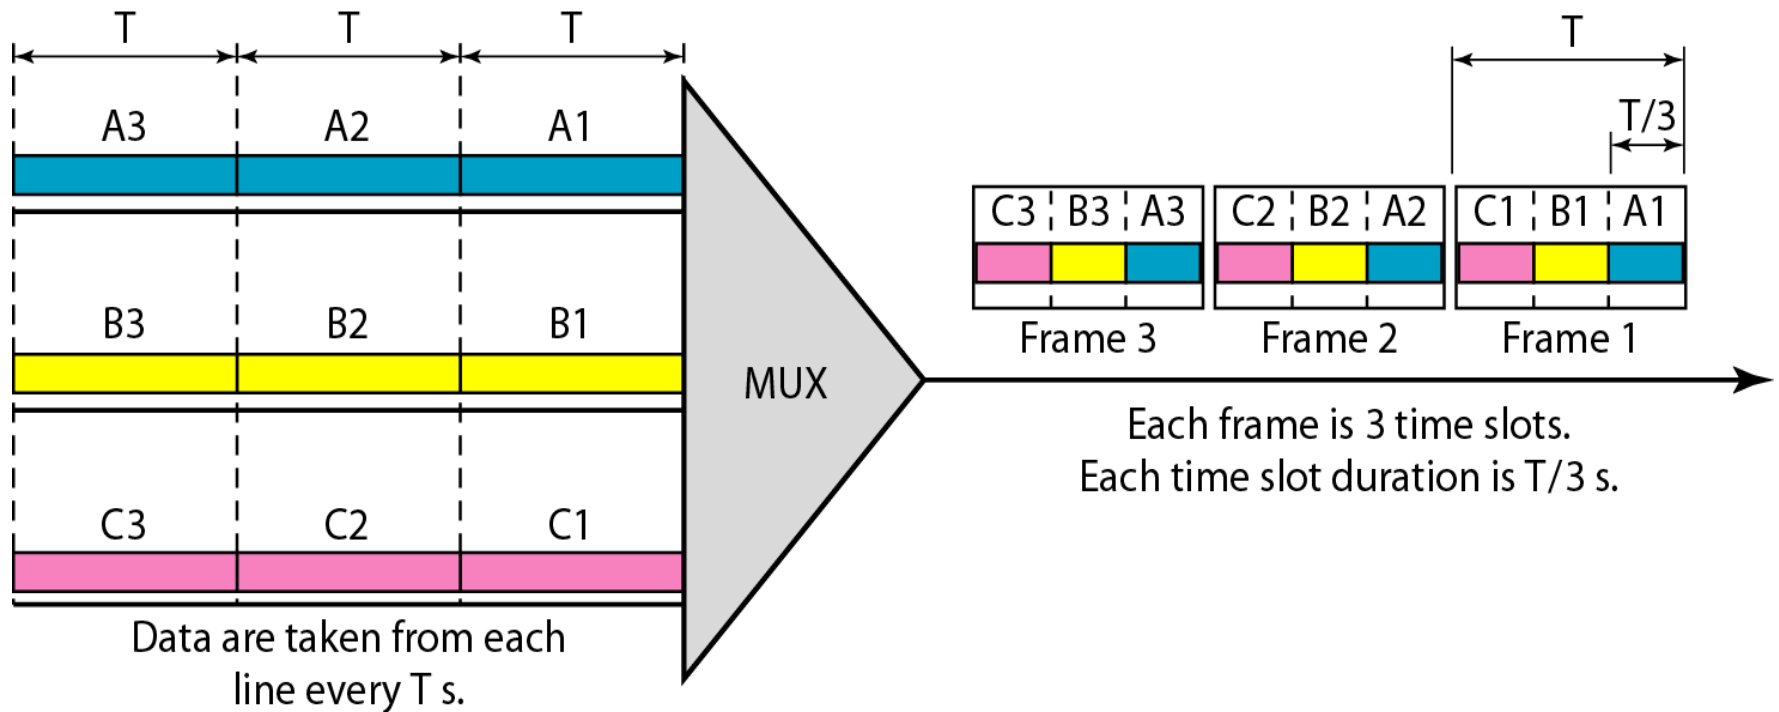 T T T
T
T/3
A3 A2 A1
C3 B3 A3 C2 B2 A2 C1 B1 A1
B3 B2 B1
Frame 3 Frame 2 Frame 1
MUX
Each frame is 3 time slots.
Each time slot duration is T/3 s.
C3 C2 C1
Data are taken from each
line every T s.